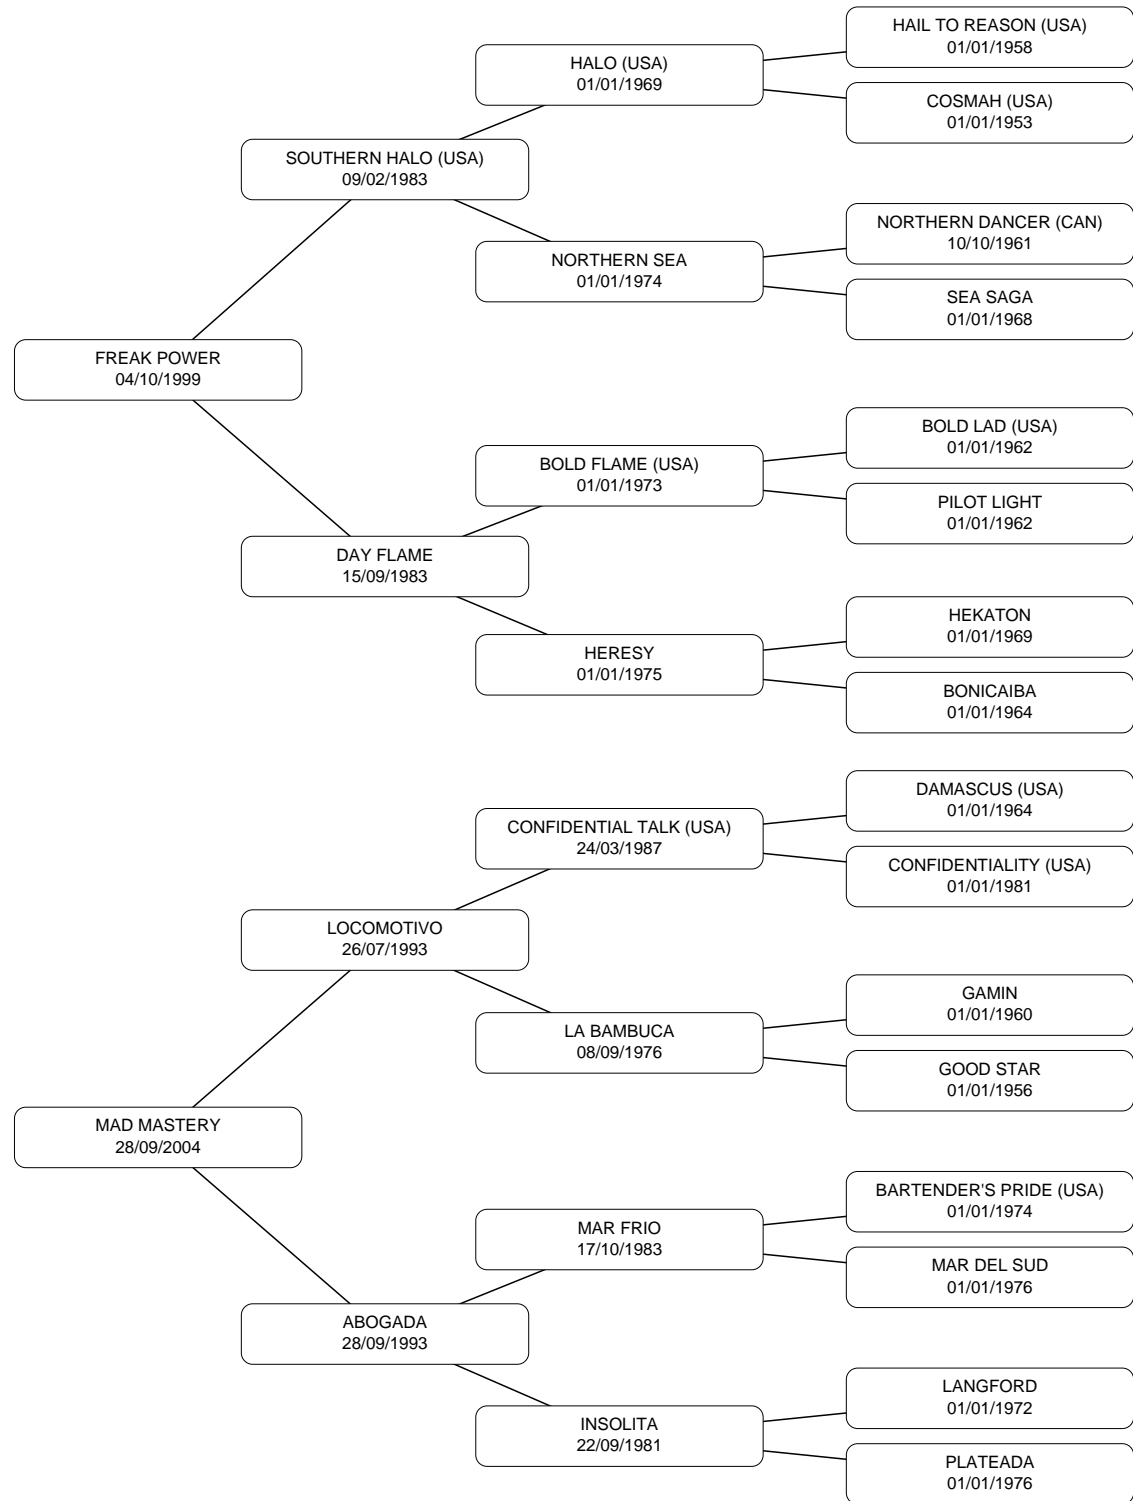 HAIL TO REASON (USA)
01/01/1958
HALO (USA)
01/01/1969
COSMAH (USA)
01/01/1953
SOUTHERN HALO (USA)
09/02/1983
NORTHERN DANCER (CAN)
10/10/1961
NORTHERN SEA
01/01/1974
SEA SAGA
01/01/1968
FREAK POWER
04/10/1999
BOLD LAD (USA)
01/01/1962
BOLD FLAME (USA)
01/01/1973
PILOT LIGHT
01/01/1962
DAY FLAME
15/09/1983
HEKATON
01/01/1969
HERESY
01/01/1975
BONICAIBA
01/01/1964
DAMASCUS (USA)
01/01/1964
CONFIDENTIAL TALK (USA)
24/03/1987
CONFIDENTIALITY (USA)
01/01/1981
LOCOMOTIVO
26/07/1993
GAMIN
01/01/1960
LA BAMBUCA
08/09/1976
GOOD STAR
01/01/1956
MAD MASTERY
28/09/2004
BARTENDER'S PRIDE (USA)
01/01/1974
MAR FRIO
17/10/1983
MAR DEL SUD
01/01/1976
ABOGADA
28/09/1993
LANGFORD
01/01/1972
INSOLITA
22/09/1981
PLATEADA
01/01/1976